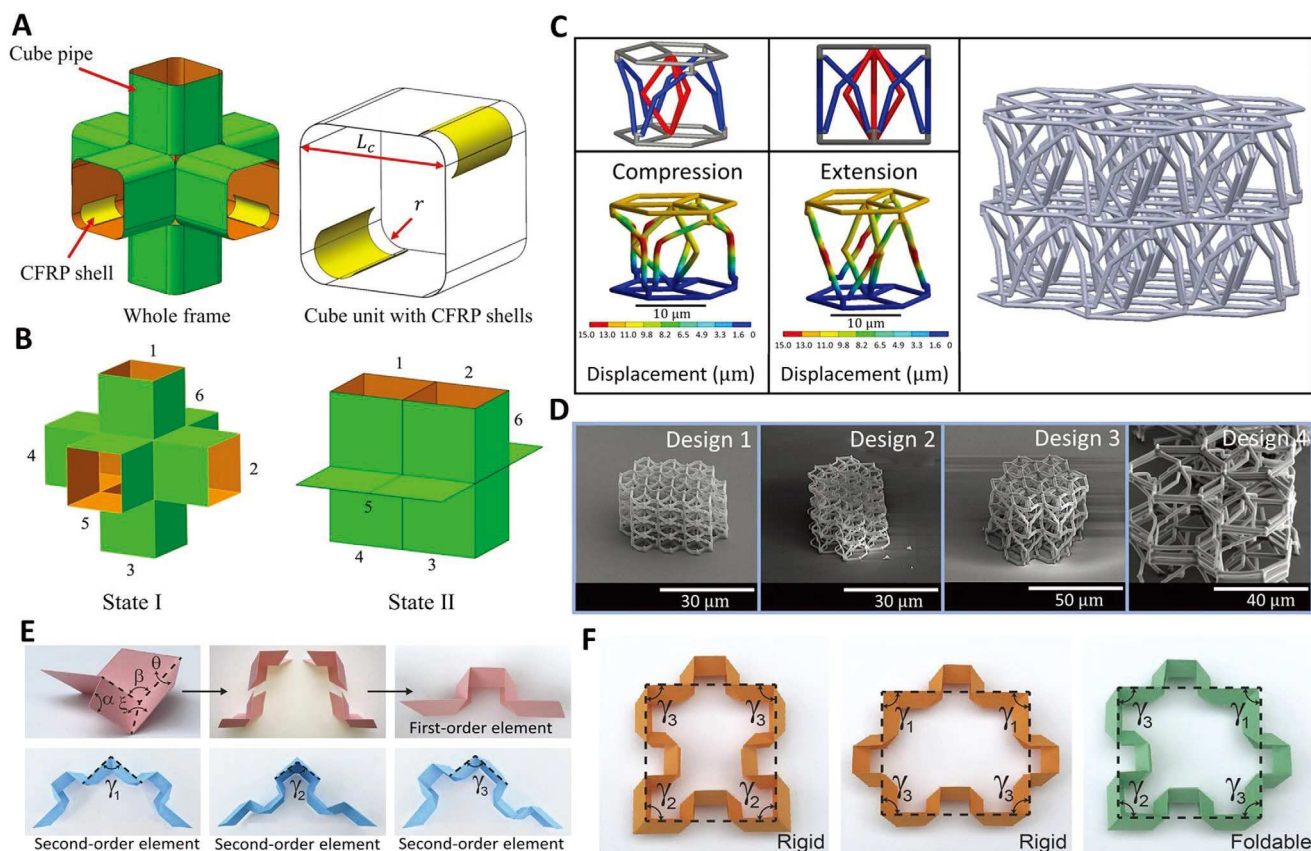 A
Cube pipe
L_c
r
CFRP shell
Whole frame
Cube unit with CFRP shells
B
1
6
4
2
5
3
State I
1
2
6
5
4
3
State II
C
Compression
Extension
10 μm
10 μm
15.0 13.0 11.0 8.2 6.5 4.9 3.3 1.6 0
15.0 13.0 11.0 8.2 6.5 4.9 3.3 1.6 0
Displacement (μm)
Displacement (μm)
D
Design 1
Design 2
Design 3
Design 4
30 μm
30 μm
50 μm
40 μm
E
θ
β
α
ξ
γ
First-order element
γ1
γ2
γ3
Second-order element
Second-order element
Second-order element
F
γ3
γ3
γ2
γ2
Rigid
γ1
γ1
γ3
γ3
Rigid
γ3
γ1
γ2
γ3
Foldable